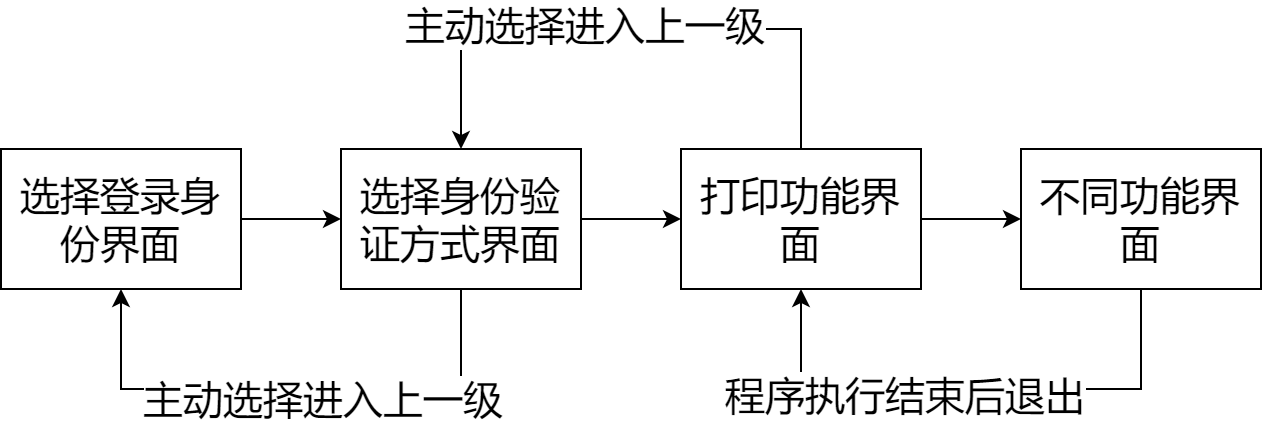 主动选择进入上一级
选择登录身
份界面
选择身份验
证方式界面
打印功能界
面
不同功能界
面
主动选择进入上一级
程序执行结束后退出